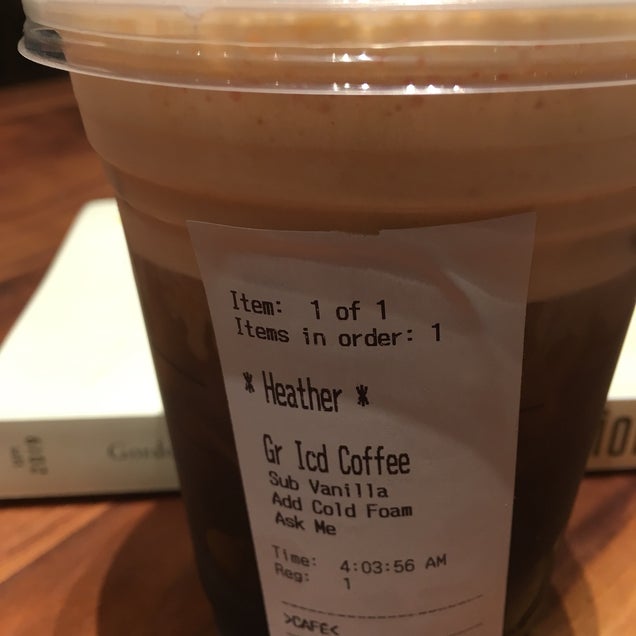 Item: 1 of 1
Items in order: 1
* Heather *
Gr Icd Coffee
Sub Vanilla
Add Cold Foam
Ask Me
Time: 4:03:56 AM
Reg: 1
>CAFE<
2019